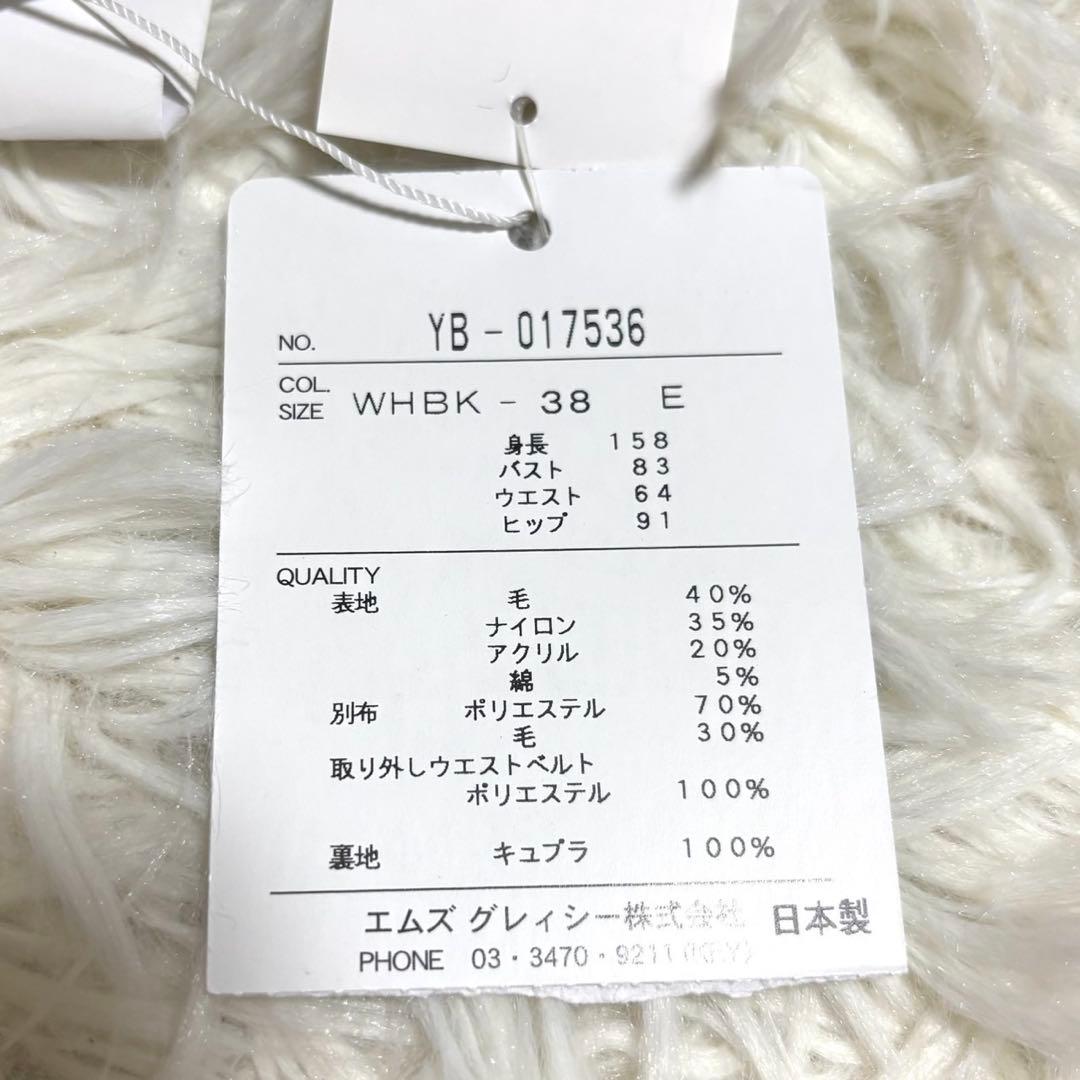 NO. YB-017536
COL.
SIZE WHBK-38 E
身長 158
バスト 83
ウエスト 64
ヒップ 91
QUALITY
表地 毛 40%
ナイロン 35%
アクリル 20%
綿 5%
別布 ポリエステル 70%
毛 30%
取り外しウエストベルト
ポリエステル 100%
裏地 キュプラ 100%
エムズ グレィシー株式会社 日本製
PHONE 03・3470・9211